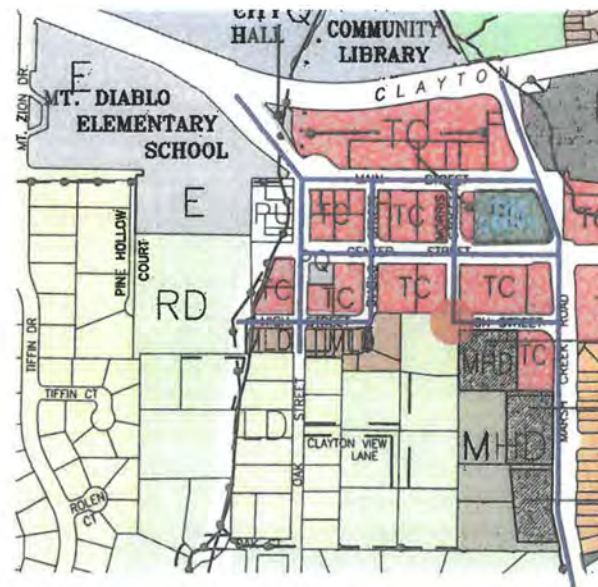 CITY
HALL
COMMUNITY
LIBRARY
CLAYTON
MT. ZION DR.
E
MT. DIABLO
ELEMENTARY
SCHOOL
TC
MAIN STREET
E
PU
TC
TC
PINE HOLLOW
COURT
CENTER STREET
RD
TC
TC
TC
TC
TC
STREET
MLD
MLD
MHD
TC
ROAD
MARSH CREEK
TIFFIN DR
TIFFIN CT
LD
STREET
OAK
CLAYTON VIEW
LANE
MHD
ROLEN
CT